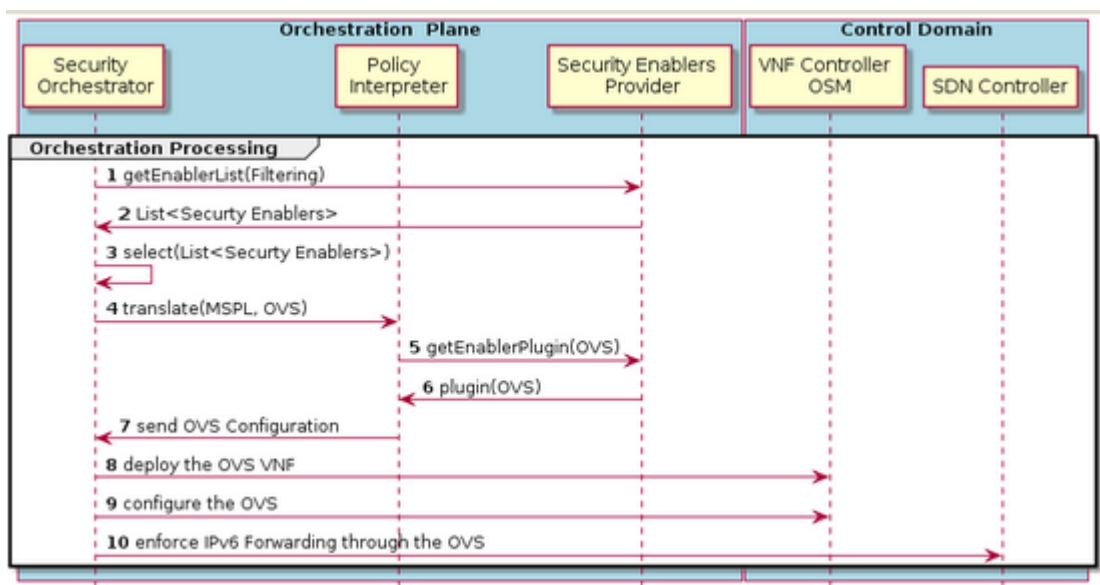 Orchestration Plane
Control Domain
Security
Orchestrator
Policy
Interpreter
Security Enablers
Provider
VNF Controller
OSM
SDN Controller
Orchestration Processing
1 getEnablerList(Filtering)
2 List<Securty Enablers>
3 select(List<Securty Enablers>)
4 translate(MSPL, OVS)
5 getEnablerPlugin(OVS)
6 plugin(OVS)
7 send OVS Configuration
8 deploy the OVS VNF
9 configure the OVS
10 enforce IPv6 Forwarding through the OVS